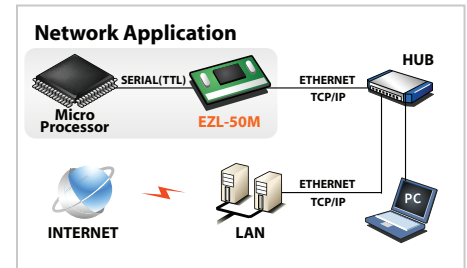 Network Application
HUB
SERIAL(TTL)
ETHERNET
TCP/IP
Micro
Processor
EZL-50M
ETHERNET
TCP/IP
PC
INTERNET
LAN